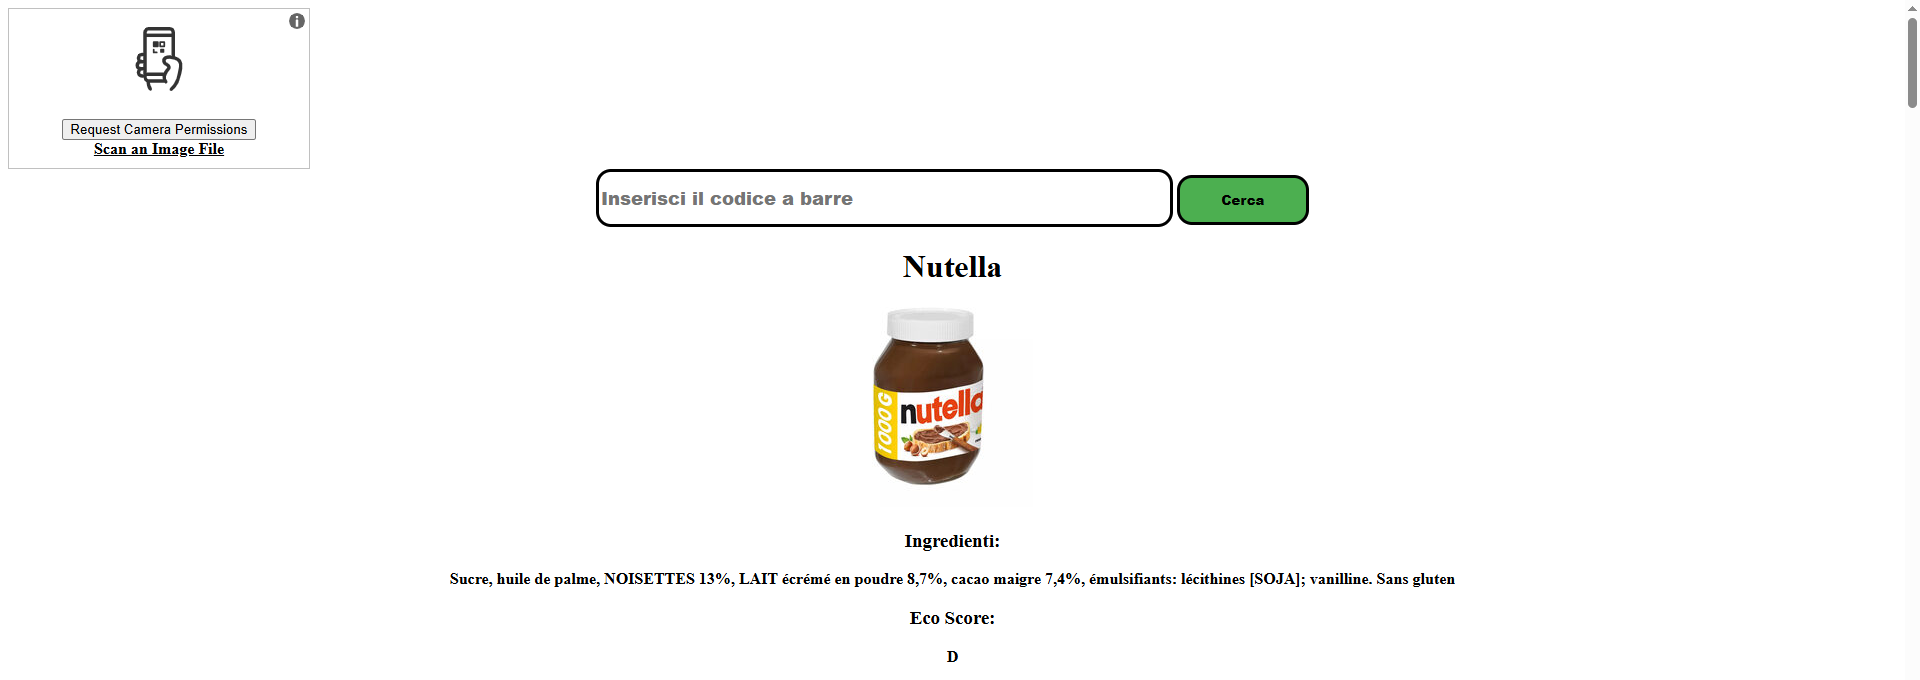 Request Camera Permissions
Scan an Image File
Inserisci il codice a barre
Cerca
Nutella
1000G
nutella
Ingredienti:
Sucre, huile de palme, NOISETTES 13%, LAIT écrémé en poudre 8,7%, cacao maigre 7,4%, émulsifiants: lécithines [SOJA]; vanilline. Sans gluten
Eco Score:
D